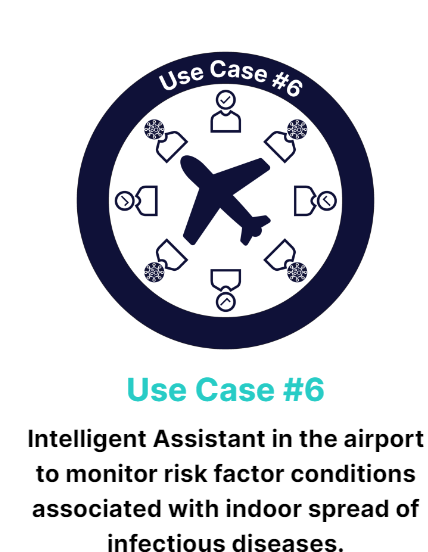 Use Case #6
Use Case #6
Intelligent Assistant in the airport
to monitor risk factor conditions
associated with indoor spread of
infectious diseases.